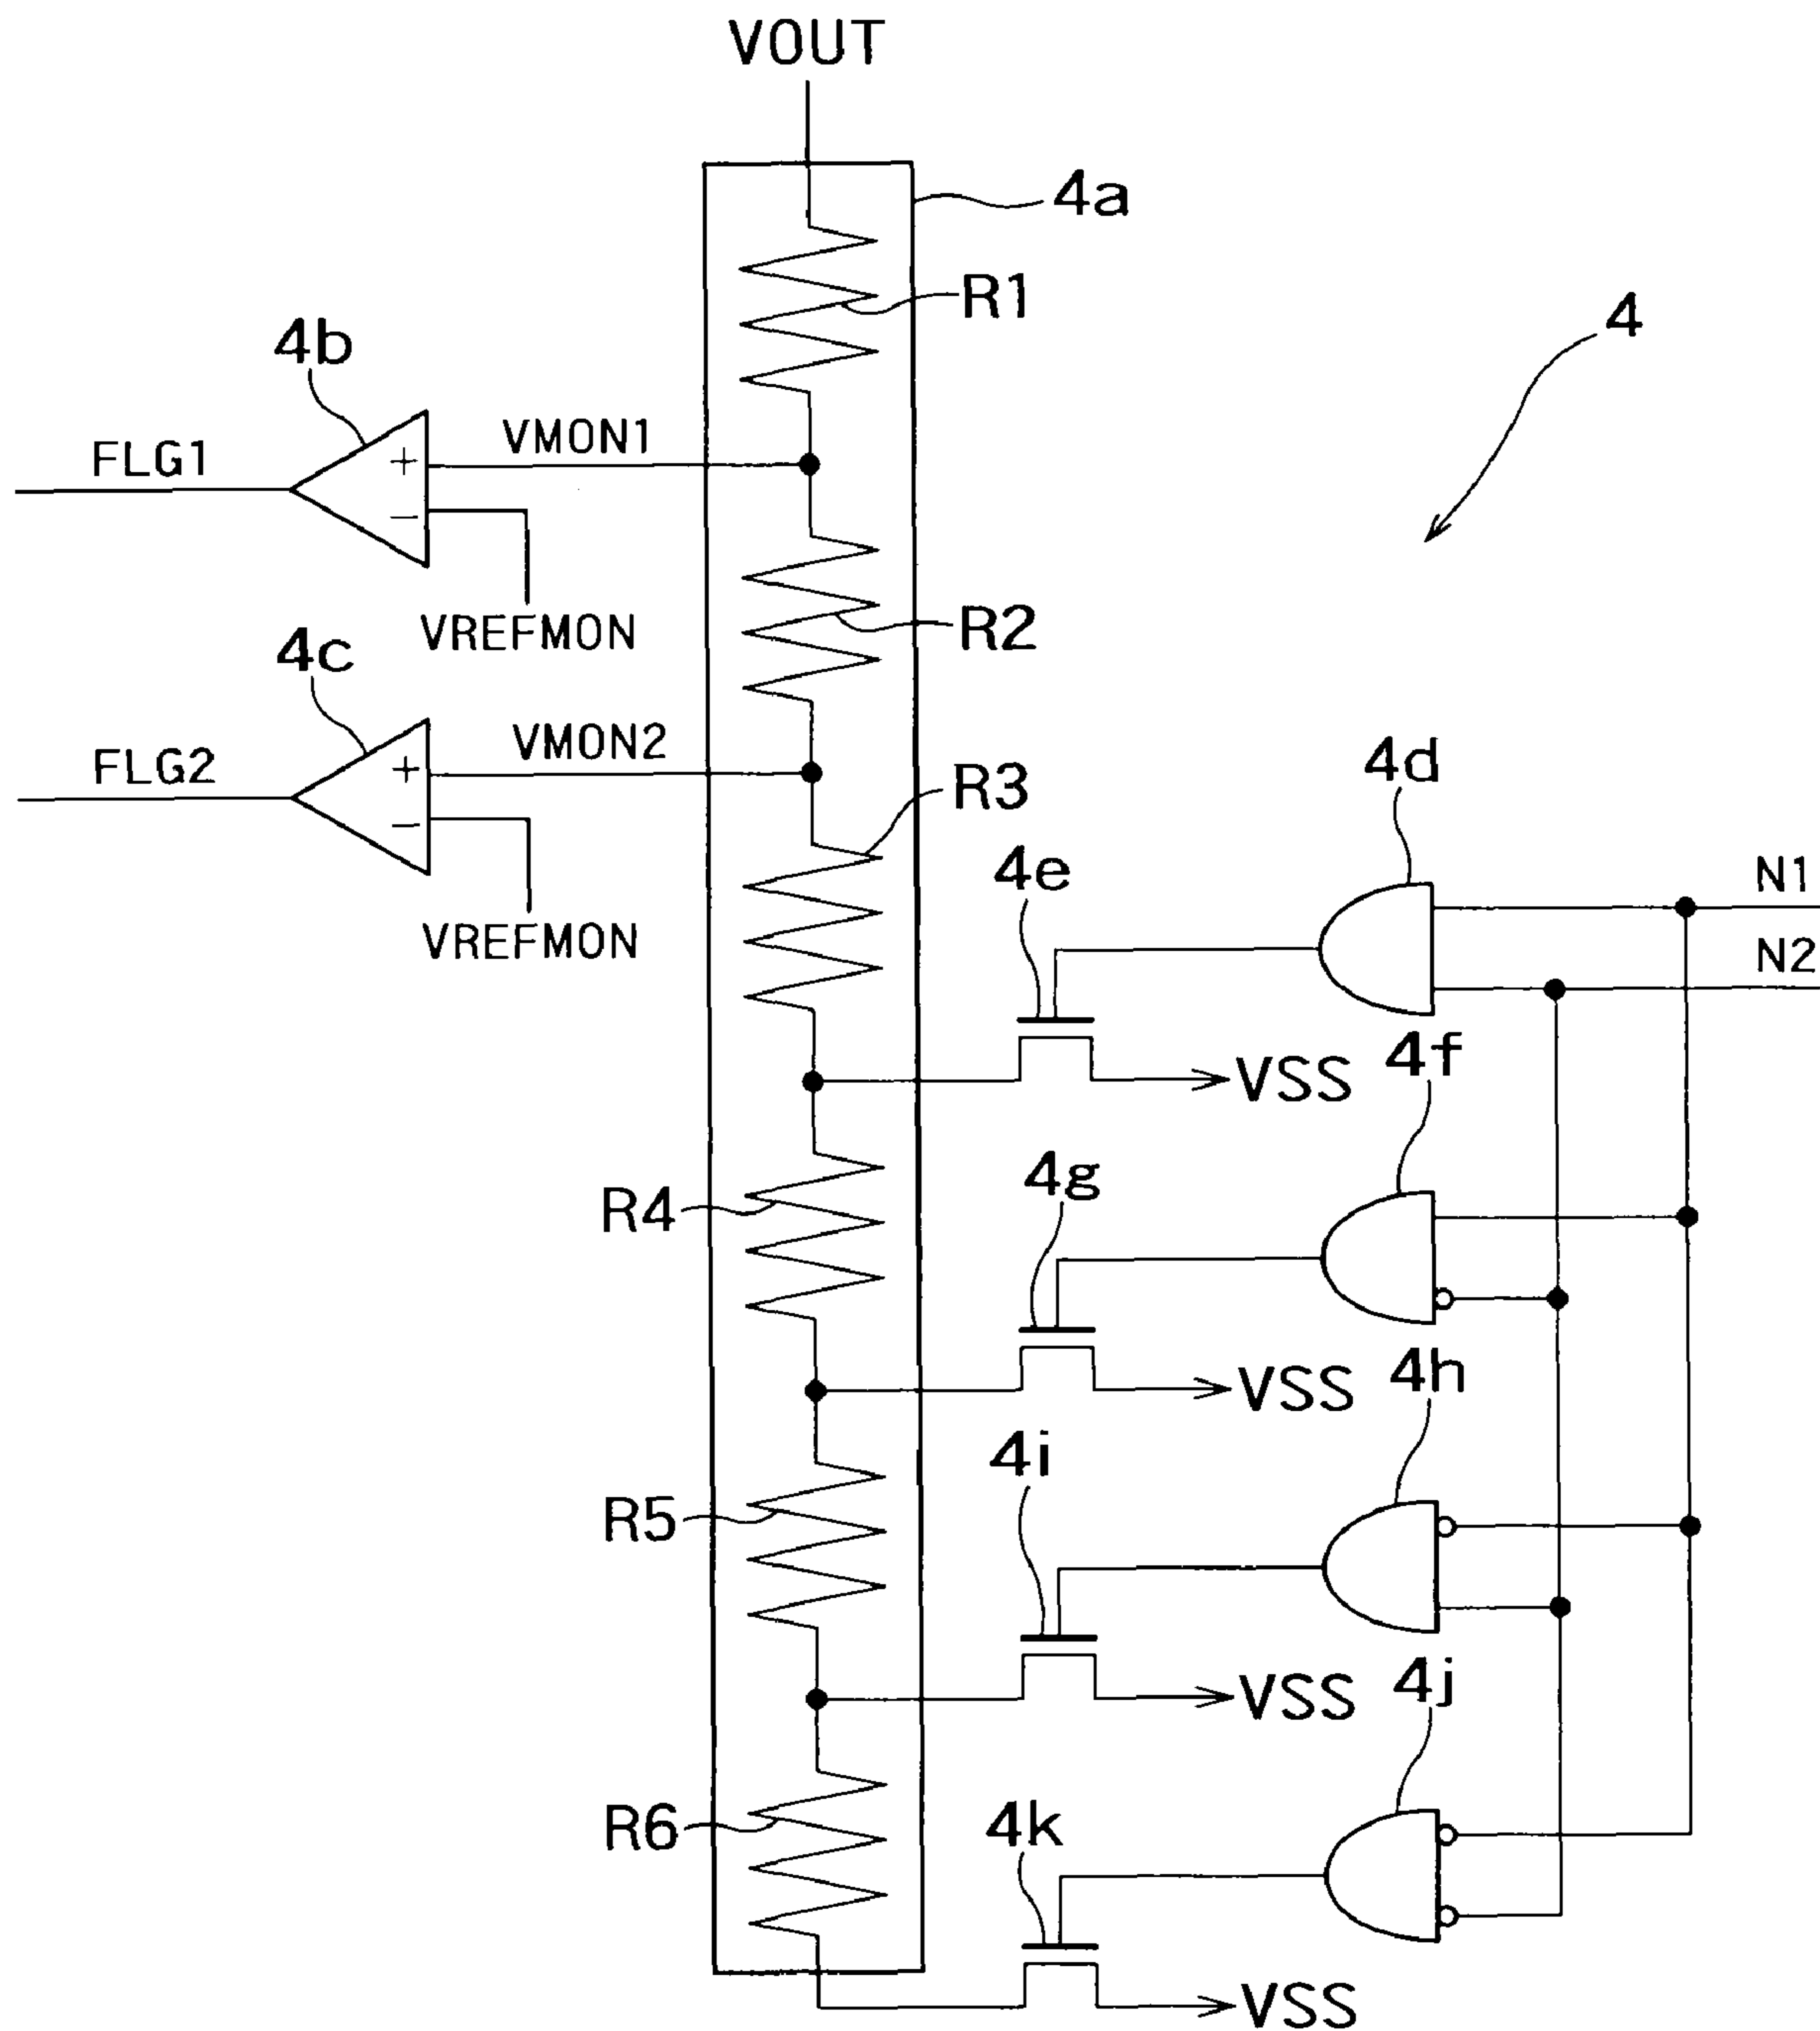 VOUT
4a
R1
4
4b
VMON1
FLG1
+
−
VREFMON
R2
4c
VMON2
FLG2
+
−
R3
4d
VREFMON
4e
N1
N2
VSS
4f
4g
R4
VSS
4h
4i
R5
VSS
4j
4k
R6
VSS